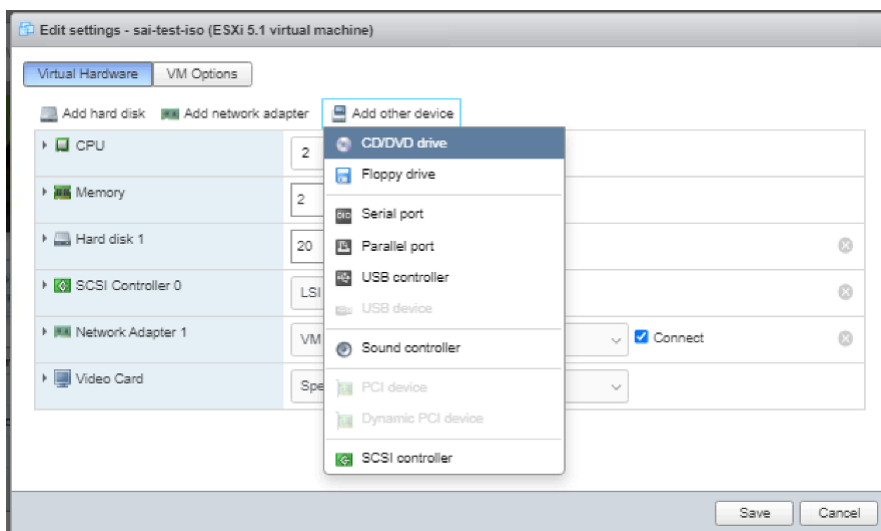 Edit settings - sai-test-iso (ESXi 5.1 virtual machine)
Virtual Hardware VM Options
Add hard disk Add network adapter Add other device
CPU 2
CD/DVD drive
Floppy drive
Memory 2
Serial port
Hard disk 1 20
Parallel port
USB controller
SCSI Controller 0 LSI
USB device
Network Adapter 1 VM Connect
Sound controller
Video Card Spe
PCI device
Dynamic PCI device
SCSI controller
Save Cancel